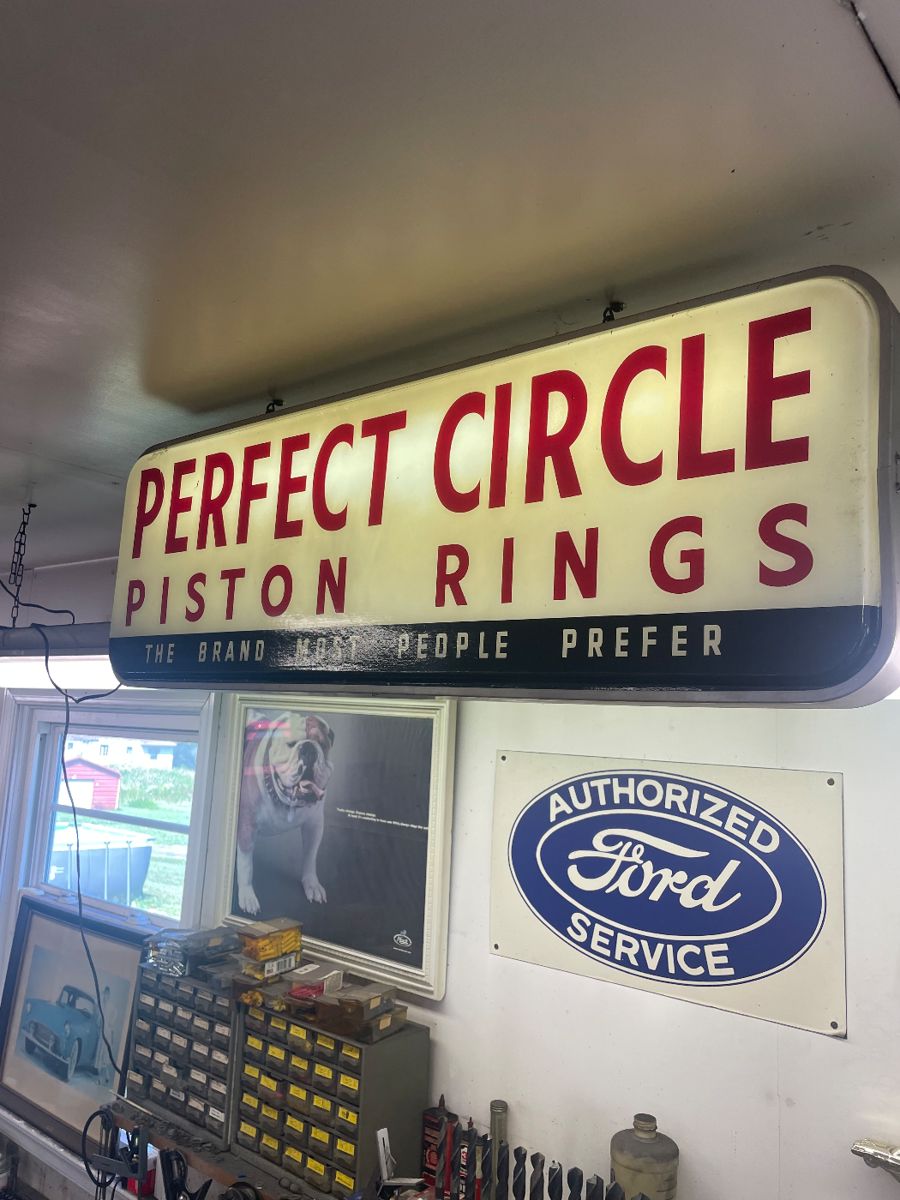 PERFECT CIRCLE
PISTON RINGS
THE BRAND MOST PEOPLE PREFER
AUTHORIZED
Ford
SERVICE